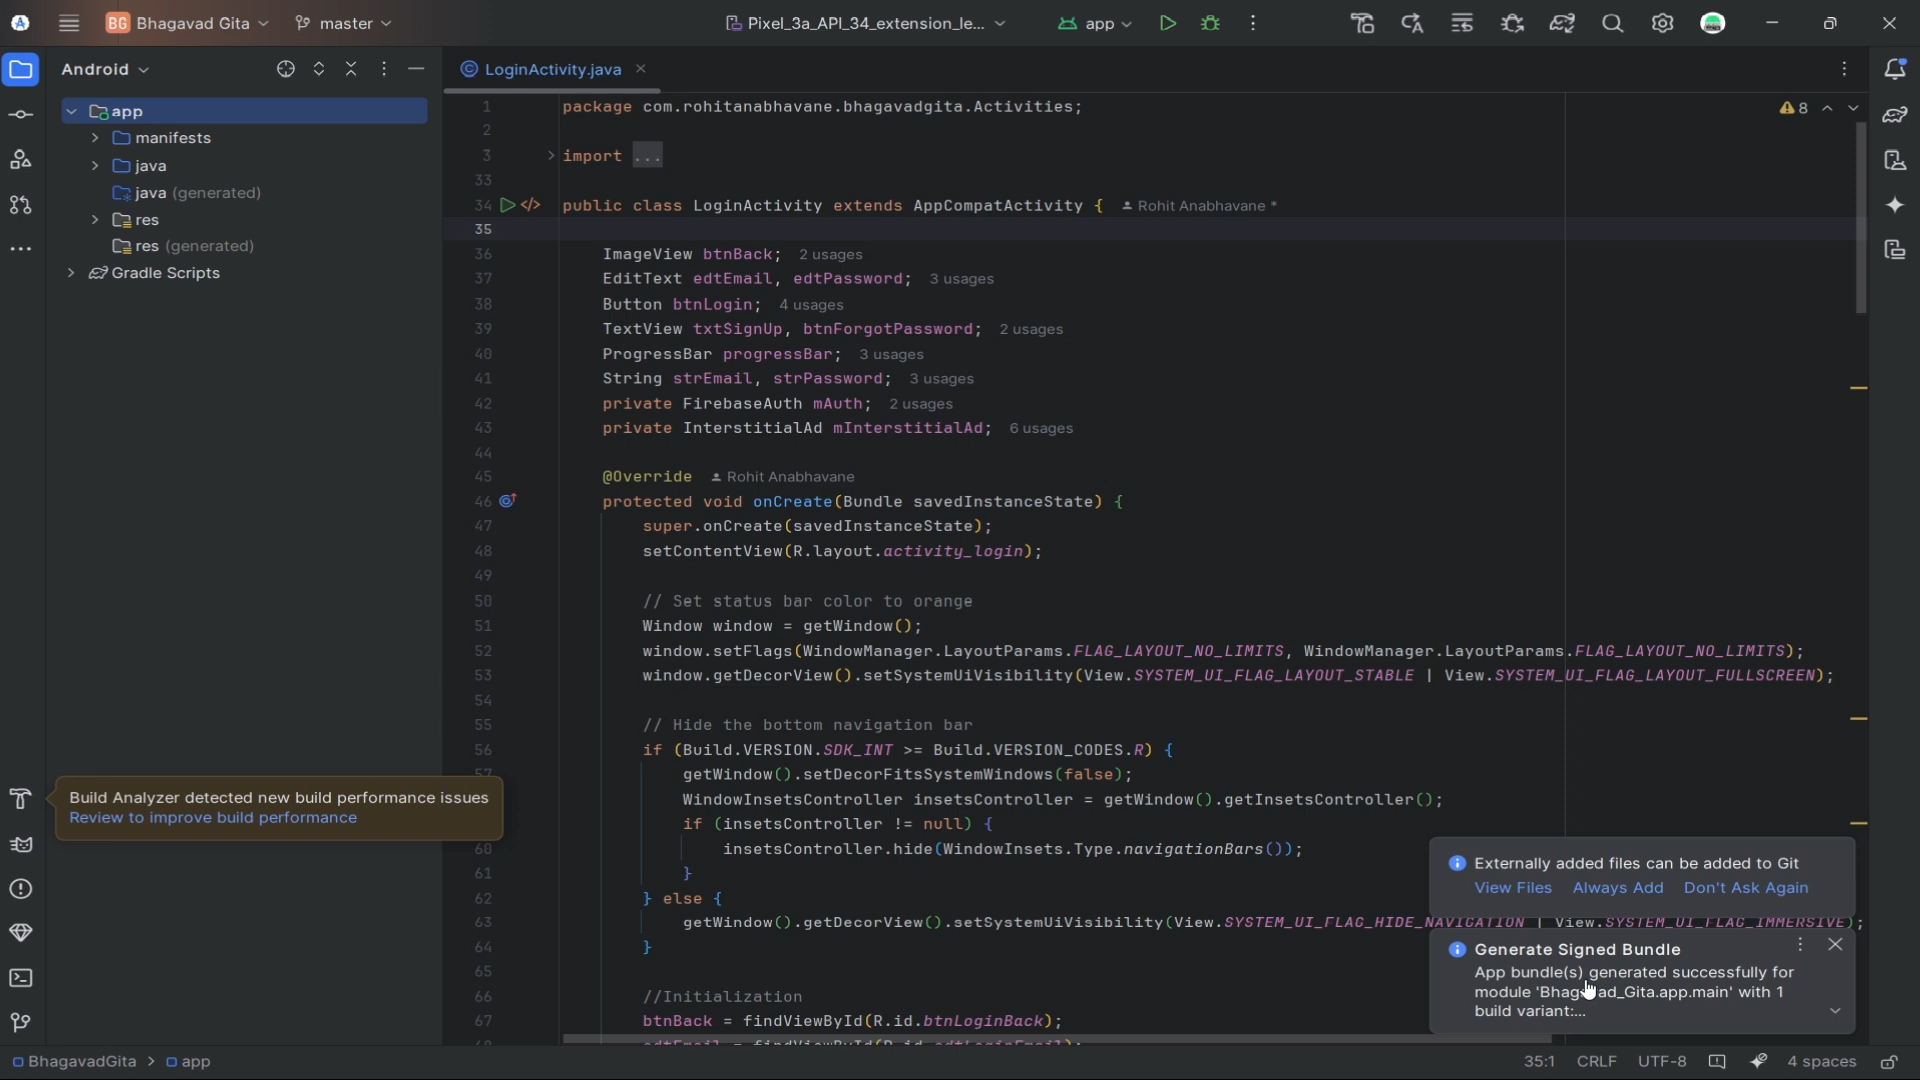 BG Bhagavad Gita
master
Pixel_3a_API_34_extension_le...
app
Android
app
manifests
java
java (generated)
res
res (generated)
Gradle Scripts
LoginActivity.java
8
1 package com.rohitanabhavane.bhagavadgita.Activities;
2
3 import ...
33
34 public class LoginActivity extends AppCompatActivity { Rohit Anabhavane *
35
36 ImageView btnBack; 2 usages
37 EditText edtEmail, edtPassword; 3 usages
38 Button btnLogin; 4 usages
39 TextView txtSignUp, btnForgotPassword; 2 usages
40 ProgressBar progressBar; 3 usages
41 String strEmail, strPassword; 3 usages
42 private FirebaseAuth mAuth; 2 usages
43 private InterstitialAd mInterstitialAd; 6 usages
44
45 @Override Rohit Anabhavane
46 protected void onCreate(Bundle savedInstanceState) {
47 super.onCreate(savedInstanceState);
48 setContentView(R.layout.activity_login);
49
50 // Set status bar color to orange
51 Window window = getWindow();
52 window.setFlags(WindowManager.LayoutParams.FLAG_LAYOUT_NO_LIMITS, WindowManager.LayoutParams.FLAG_LAYOUT_NO_LIMITS);
53 window.getDecorView().setSystemUiVisibility(View.SYSTEM_UI_FLAG_LAYOUT_STABLE | View.SYSTEM_UI_FLAG_LAYOUT_FULLSCREEN);
54
55 // Hide the bottom navigation bar
56 if (Build.VERSION.SDK_INT >= Build.VERSION_CODES.R) {
57 getWindow().setDecorFitsSystemWindows(false);
WindowInsetsController insetsController = getWindow().getInsetsController();
if (insetsController != null) {
60 insetsController.hide(WindowInsets.Type.navigationBars());
61 }
62 } else {
63 getWindow().getDecorView().setSystemUiVisibility(View.SYSTEM_UI_FLAG_HIDE_NAVIGATION | View.SYSTEM_UI_FLAG_IMMERSIVE);
64 }
65
66 //Initialization
67 btnBack = findViewById(R.id.btnLoginBack);
Build Analyzer detected new build performance issues
Review to improve build performance
Externally added files can be added to Git
View Files Always Add Don't Ask Again
Generate Signed Bundle
App bundle(s) generated successfully for
module 'Bhag ad_Gita.app.main' with 1
build variant:...
BhagavadGita > app
35:1 CRLF UTF-8 4 spaces